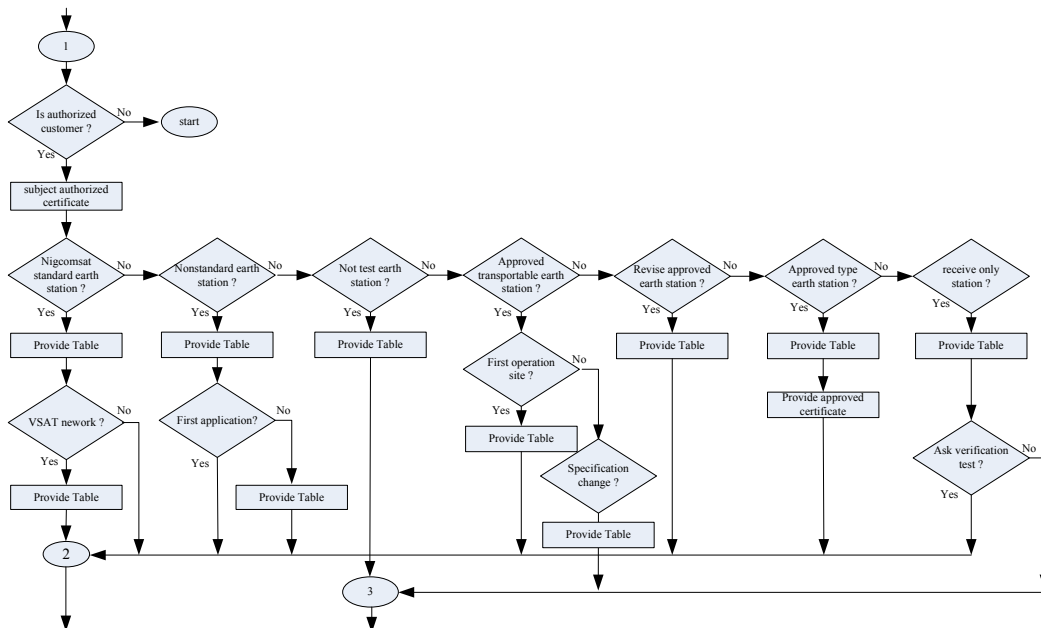 1
Is authorized
customer ?
No
start
Yes
subject authorized
certificate
Nigcomsat
standard earth
station ?
No
Nonstandard earth
station ?
No
Not test earth
station ?
No
Approved
transportable earth
station ?
No
Revise approved
earth station ?
No
Approved type
earth station ?
No
receive only
station ?
Yes
Yes
Yes
Yes
Yes
Yes
Yes
Provide Table
Provide Table
Provide Table
First operation
site ?
No
Provide Table
Provide Table
Provide Table
VSAT nework ?
No
Yes
First application?
No
Yes
Yes
Provide Table
Provide approved
certificate
Specification
change ?
Ask verification
test ?
No
Yes
Provide Table
Provide Table
Provide Table
2
3